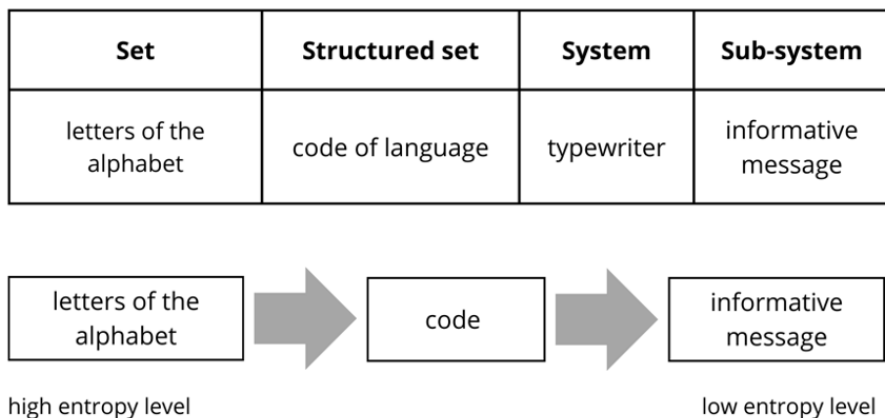 Set Structured set System Sub-system
letters of the
alphabet
code of language
typewriter
informative
message
letters of the
alphabet
code
informative
message
high entropy level
low entropy level